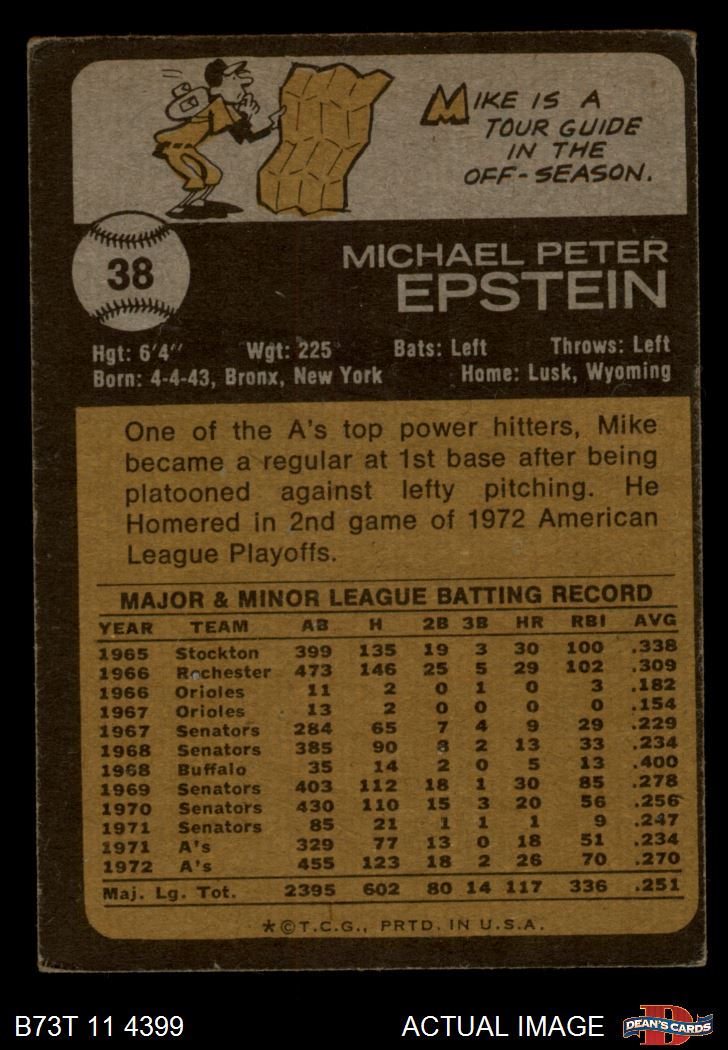 MIKE IS A
TOUR GUIDE
IN THE
OFF-SEASON.
38
MICHAEL PETER
EPSTEIN
Hgt: 6'4" Wgt: 225 Bats: Left Throws: Left
Born: 4-4-43, Bronx, New York Home: Lusk, Wyoming
One of the A's top power hitters, Mike
became a regular at 1st base after being
platooned against lefty pitching. He
Homered in 2nd game of 1972 American
League Playoffs.
MAJOR & MINOR LEAGUE BATTING RECORD
YEAR TEAM AB H 2B 3B HR RBI AVG
1965 Stockton 399 135 19 3 30 100 .338
1966 Rochester 473 146 25 5 29 102 .309
1966 Orioles 11 2 0 1 0 3 .182
1967 Orioles 13 2 0 0 0 0 .154
1967 Senators 284 65 7 4 9 29 .229
1968 Senators 385 90 8 2 13 33 .234
1968 Buffalo 35 14 2 0 5 13 .400
1969 Senators 403 112 18 1 30 85 .278
1970 Senators 430 110 15 3 20 56 .256
1971 Senators 85 21 1 1 1 9 .247
1971 A's 329 77 13 0 18 51 .234
1972 A's 455 123 18 2 26 70 .270
Maj. Lg. Tot. 2395 602 80 14 117 336 .251
*©T.C.G., PRTD. IN U.S.A.
B73T 11 4399 ACTUAL IMAGE
D
DEAN'S CARDS